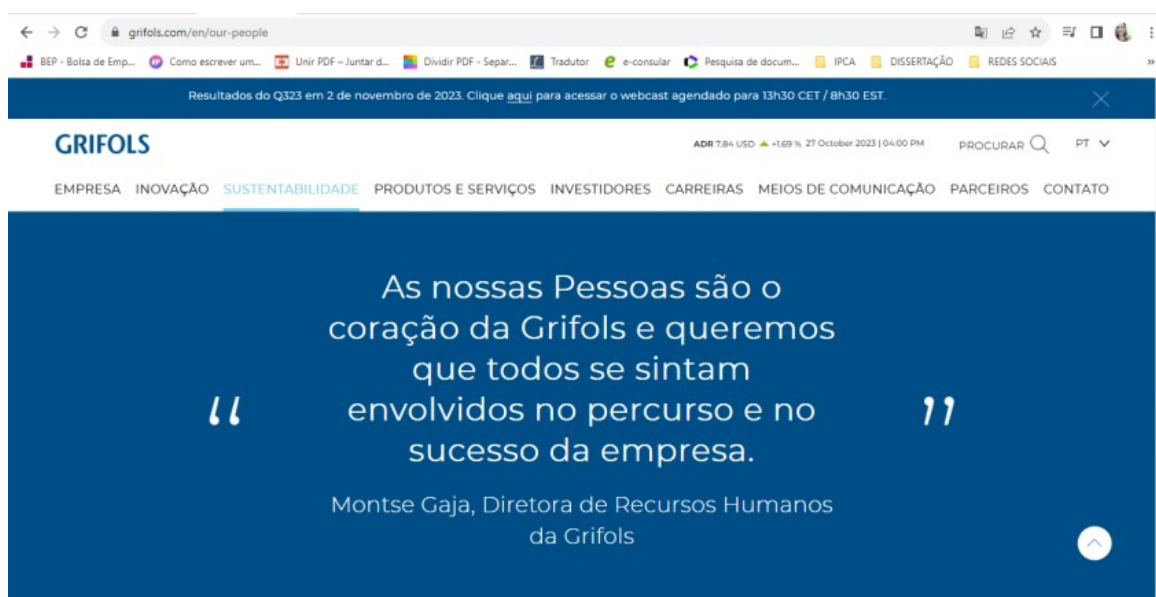 grifols.com/en/our-people
BEP - Bolsa de Emp... Como escrever um... Unir PDF – Juntar d... Dividir PDF - Separ... Tradutor e-consular Pesquisa de docum... IPCA DISSERTAÇÃO REDES SOCIAIS »
Resultados do Q323 em 2 de novembro de 2023. Clique aqui para acessar o webcast agendado para 13h30 CET / 8h30 EST.
GRIFOLS ADR 7.84 USD +1.69 % 27 October 2023 | 04:00 PM PROCURAR PT
EMPRESA INOVAÇÃO SUSTENTABILIDADE PRODUTOS E SERVIÇOS INVESTIDORES CARREIRAS MEIOS DE COMUNICAÇÃO PARCEIROS CONTATO
As nossas Pessoas são o
coração da Grifols e queremos
que todos se sintam
“ envolvidos no percurso e no ”
sucesso da empresa.
Montse Gaja, Diretora de Recursos Humanos
da Grifols